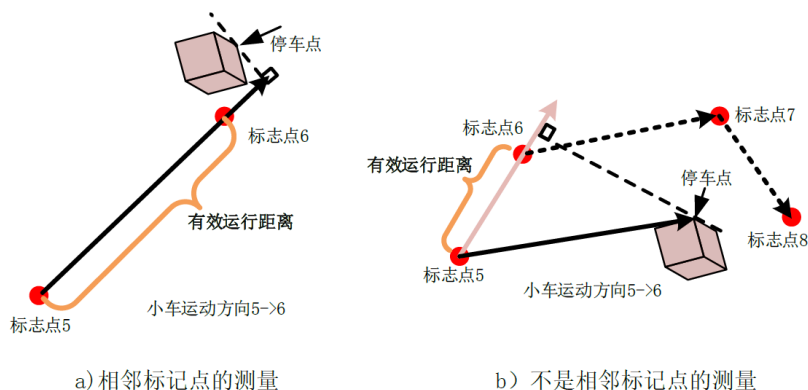 停车点
标志点6
有效运行距离
标志点5
小车运动方向5->6
a)相邻标记点的测量
标志点7
标志点6
有效运行距离
停车点
标志点8
标志点5
小车运动方向5->6
b）不是相邻标记点的测量